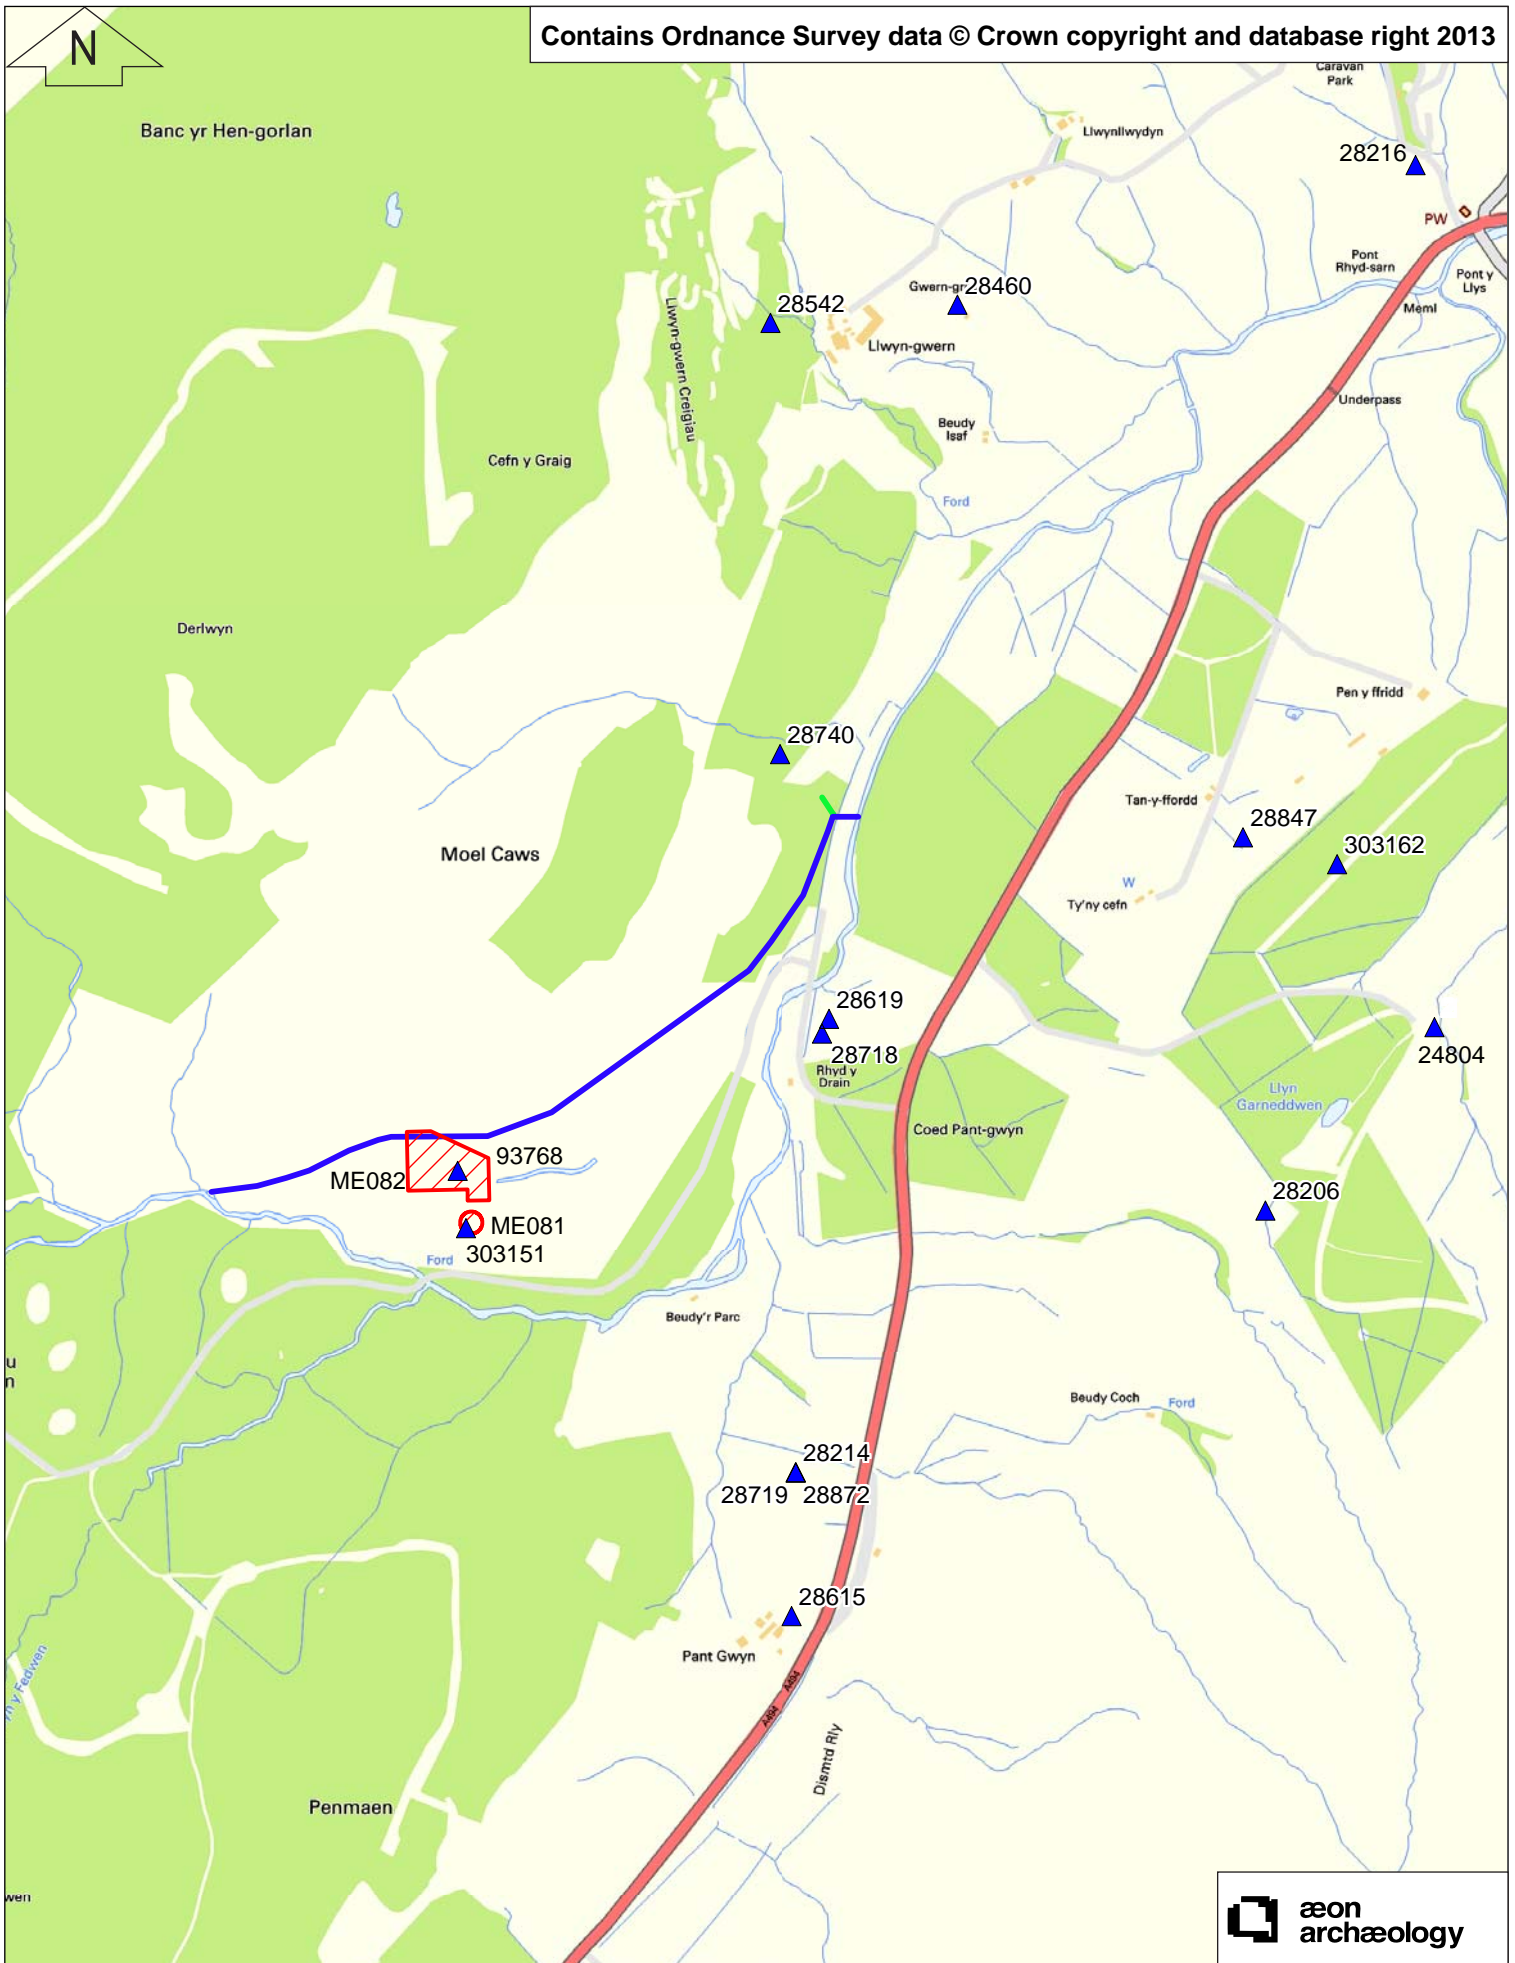 N
Contains Ordnance Survey data © Crown copyright and database right 2013
Caravan
Park
Banc yr Hen-gorlan
Llwynllwydyn
28216
PW
Pont
Rhyd-sarn
Pont y
Llys
Meml
28542
28460
Llwyn-gwern
Llwyn-gwern Creigiau
Underpass
Beudy
Isaf
Cefn y Graig
Ford
Derlwyn
Pen y ffridd
28740
Tan-y-ffordd
28847
303162
Moel Caws
W
Ty'ny cefn
28619
28718
24804
Rhyd y
Drain
Llyn
Garneddwen
Coed Pant-gwyn
93768
ME082
28206
ME081
303151
Ford
Beudy'r Parc
u
n
Beudy Coch
Ford
28214
28719
28872
28615
Pant Gwyn
yn y Fedwen
A494
A494
Dismtd Rly
Penmaen
wen
æon
archæology